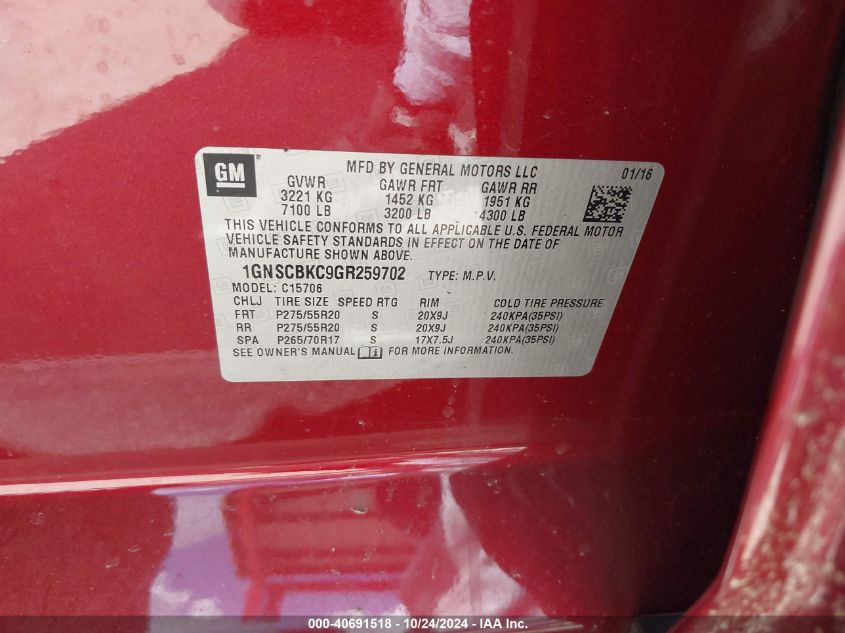 GM
MFD BY GENERAL MOTORS LLC 01/16
GVWR GAWR FRT GAWR RR
3221 KG 1452 KG 1951 KG
7100 LB 3200 LB 4300 LB
THIS VEHICLE CONFORMS TO ALL APPLICABLE U.S. FEDERAL MOTOR
VEHICLE SAFETY STANDARDS IN EFFECT ON THE DATE OF
MANUFACTURE SHOWN ABOVE.
1GNSCBKC9GR259702 TYPE: M.P.V.
MODEL: C15706
CHLJ TIRE SIZE SPEED RTG RIM COLD TIRE PRESSURE
FRT P275/55R20 S 20X9J 240KPA(35PSI)
RR P275/55R20 S 20X9J 240KPA(35PSI)
SPA P265/70R17 S 17X7.5J 240KPA(35PSI)
SEE OWNER'S MANUAL FOR MORE INFORMATION.
000-40691518 - 10/24/2024 - IAA Inc.